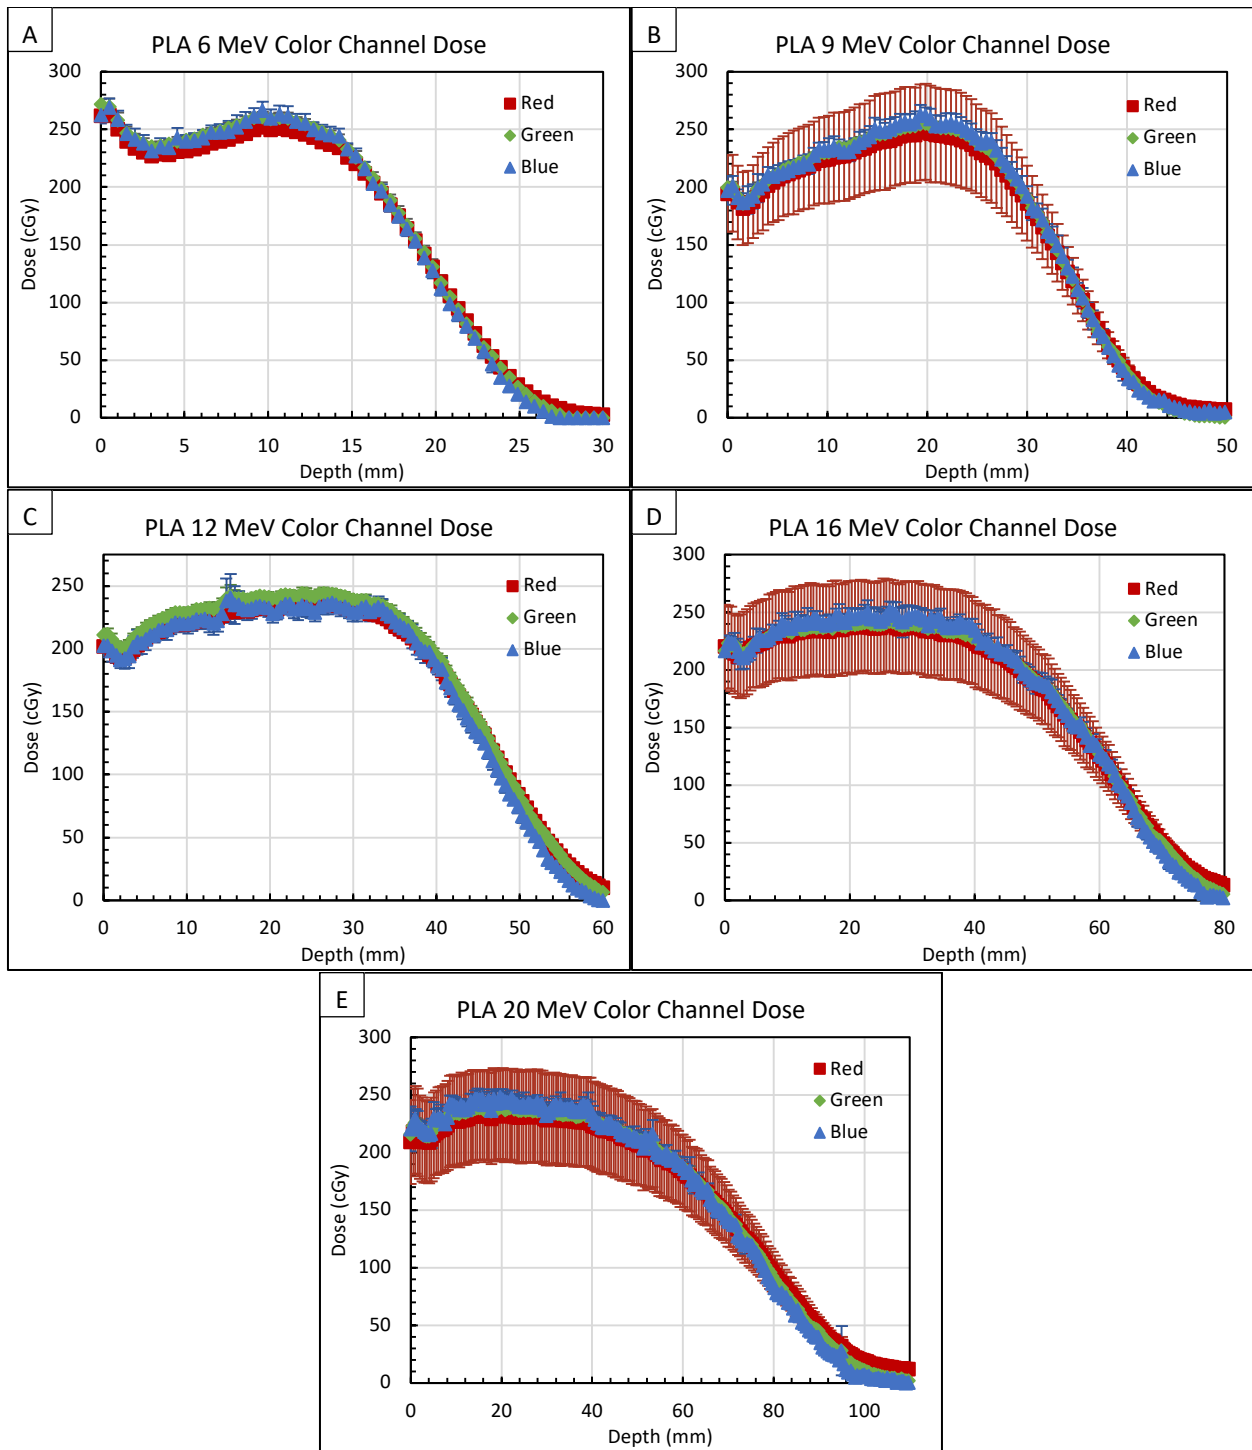 A
PLA 6 MeV Color Channel Dose
300
250
200
150
100
50
0
Dose (cGy)
0 5 10 15 20 25 30
Depth (mm)
Red
Green
Blue
B
PLA 9 MeV Color Channel Dose
300
250
200
150
100
50
0
Dose (cGy)
0 10 20 30 40 50
Depth (mm)
Red
Green
Blue
C
PLA 12 MeV Color Channel Dose
250
200
150
100
50
0
Dose (cGy)
0 10 20 30 40 50 60
Depth (mm)
Red
Green
Blue
D
PLA 16 MeV Color Channel Dose
300
250
200
150
100
50
0
Dose (cGy)
0 20 40 60 80
Depth (mm)
Red
Green
Blue
E
PLA 20 MeV Color Channel Dose
300
250
200
150
100
50
0
Dose (cGy)
0 20 40 60 80 100
Depth (mm)
Red
Green
Blue